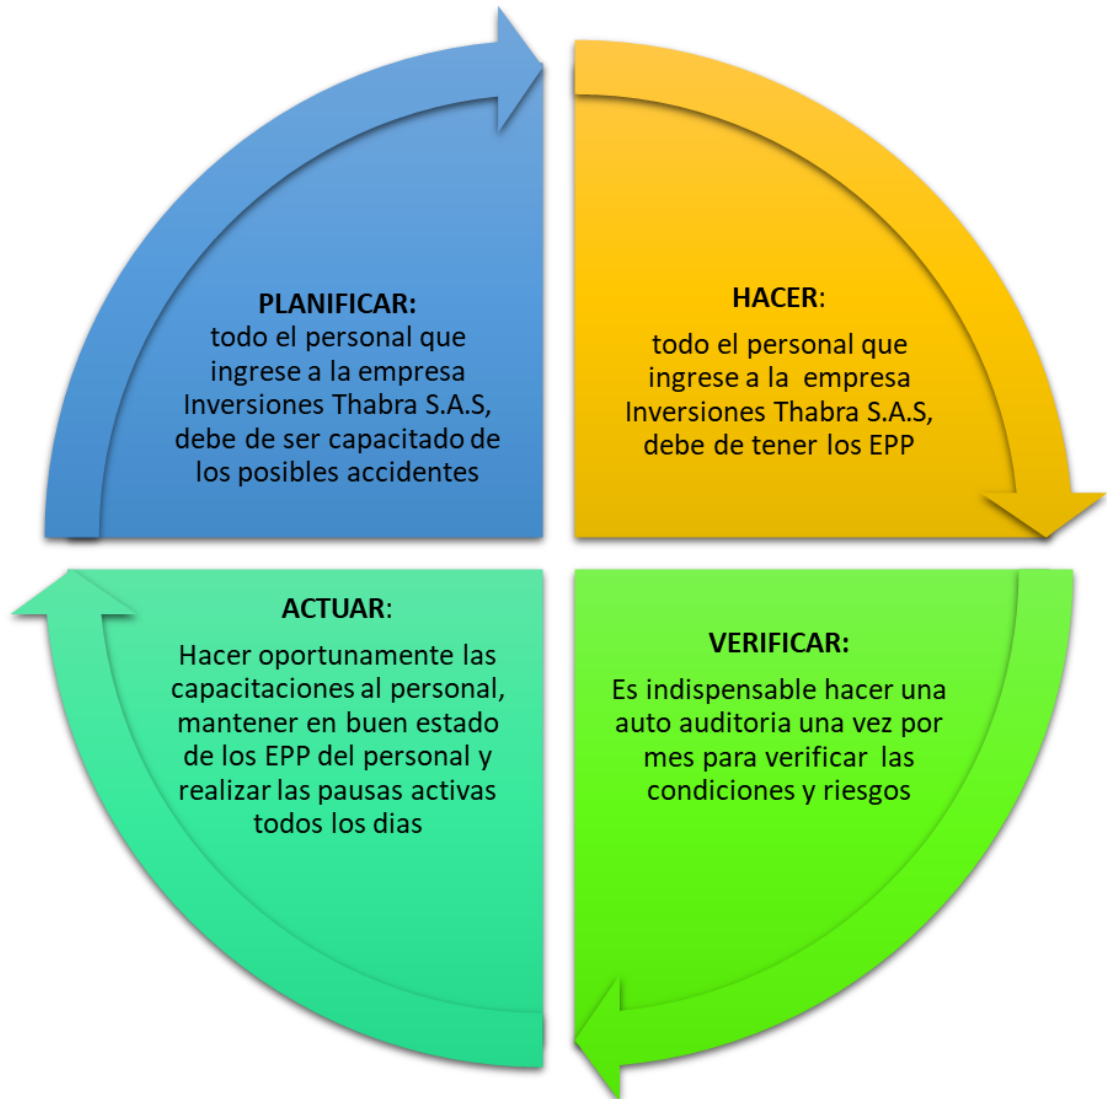 PLANIFICAR:
todo el personal que
ingrese a la empresa
Inversiones Thabra S.A.S,
debe de ser capacitado de
los posibles accidentes
HACER:
todo el personal que
ingrese a la empresa
Inversiones Thabra S.A.S,
debe de tener los EPP
ACTUAR:
Hacer oportunamente las
capacitaciones al personal,
mantener en buen estado
de los EPP del personal y
realizar las pausas activas
todos los dias
VERIFICAR:
Es indispensable hacer una
auto auditoria una vez por
mes para verificar las
condiciones y riesgos